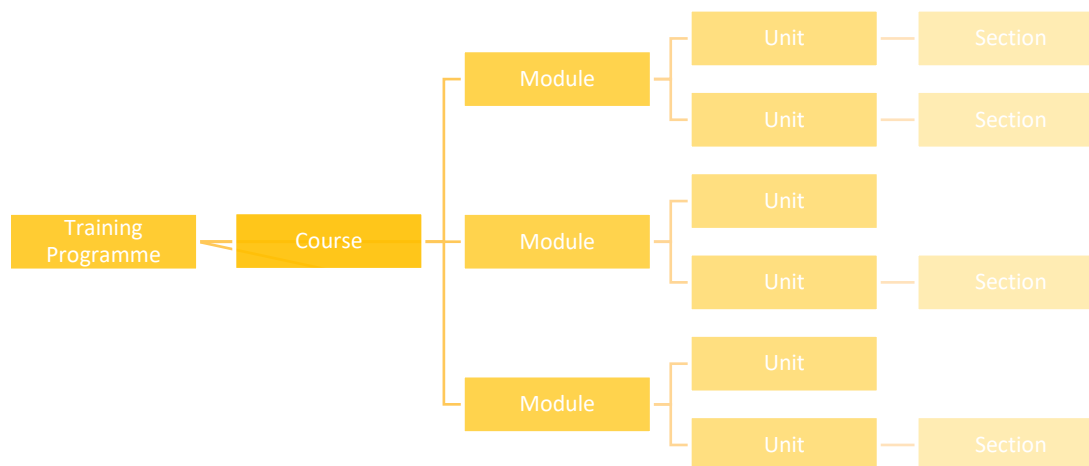 Unit Section
Module
Unit Section
Unit
Training
Programme
Course
Module
Unit Section
Unit
Module
Unit Section